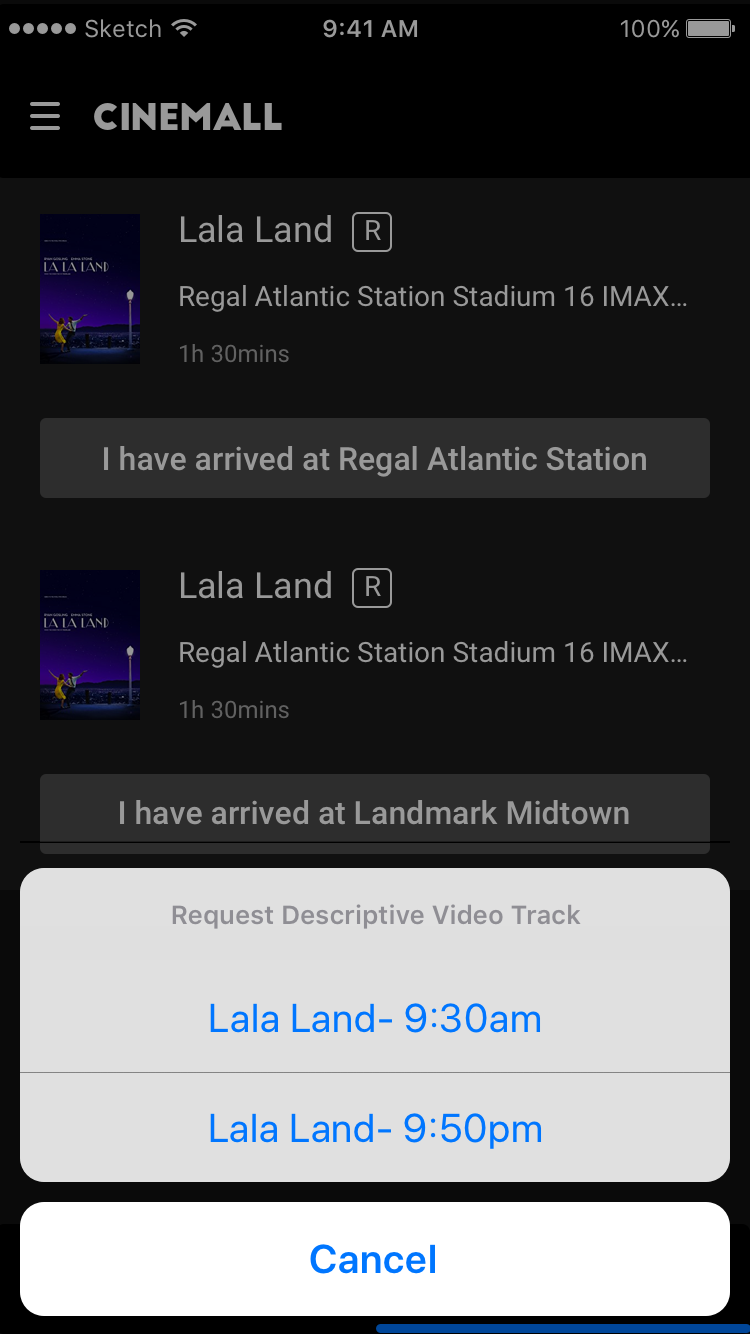 Sketch 9:41 AM 100%
CINEMALL
Lala Land R
Regal Atlantic Station Stadium 16 IMAX...
1h 30mins
LA LA LAND
I have arrived at Regal Atlantic Station
Lala Land R
Regal Atlantic Station Stadium 16 IMAX...
1h 30mins
LA LA LAND
I have arrived at Landmark Midtown
Request Descriptive Video Track
Lala Land- 9:30am
Lala Land- 9:50pm
Cancel